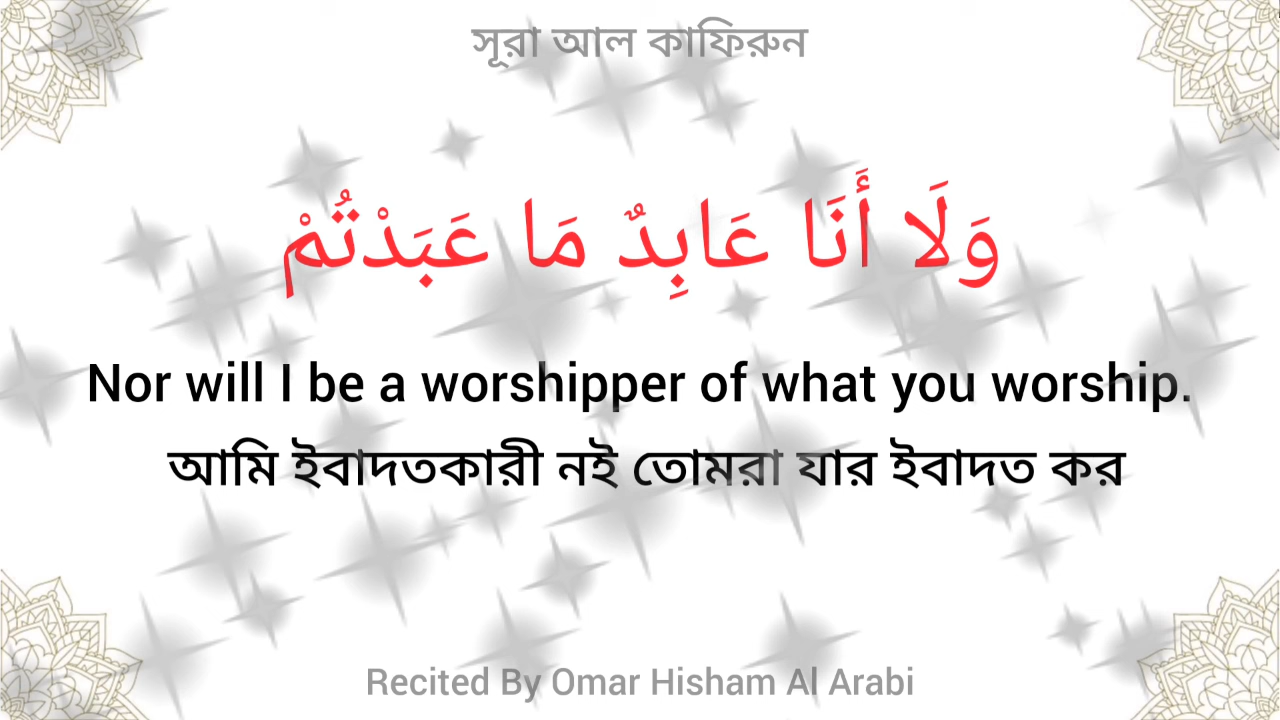 সূরা আল কাফিরুন
وَلَا أَنَا عَابِدٌ مَا عَبَدْتُمْ
Nor will I be a worshipper of what you worship.
আমি ইবাদতকারী নই তোমরা যার ইবাদত কর
Recited By Omar Hisham Al Arabi